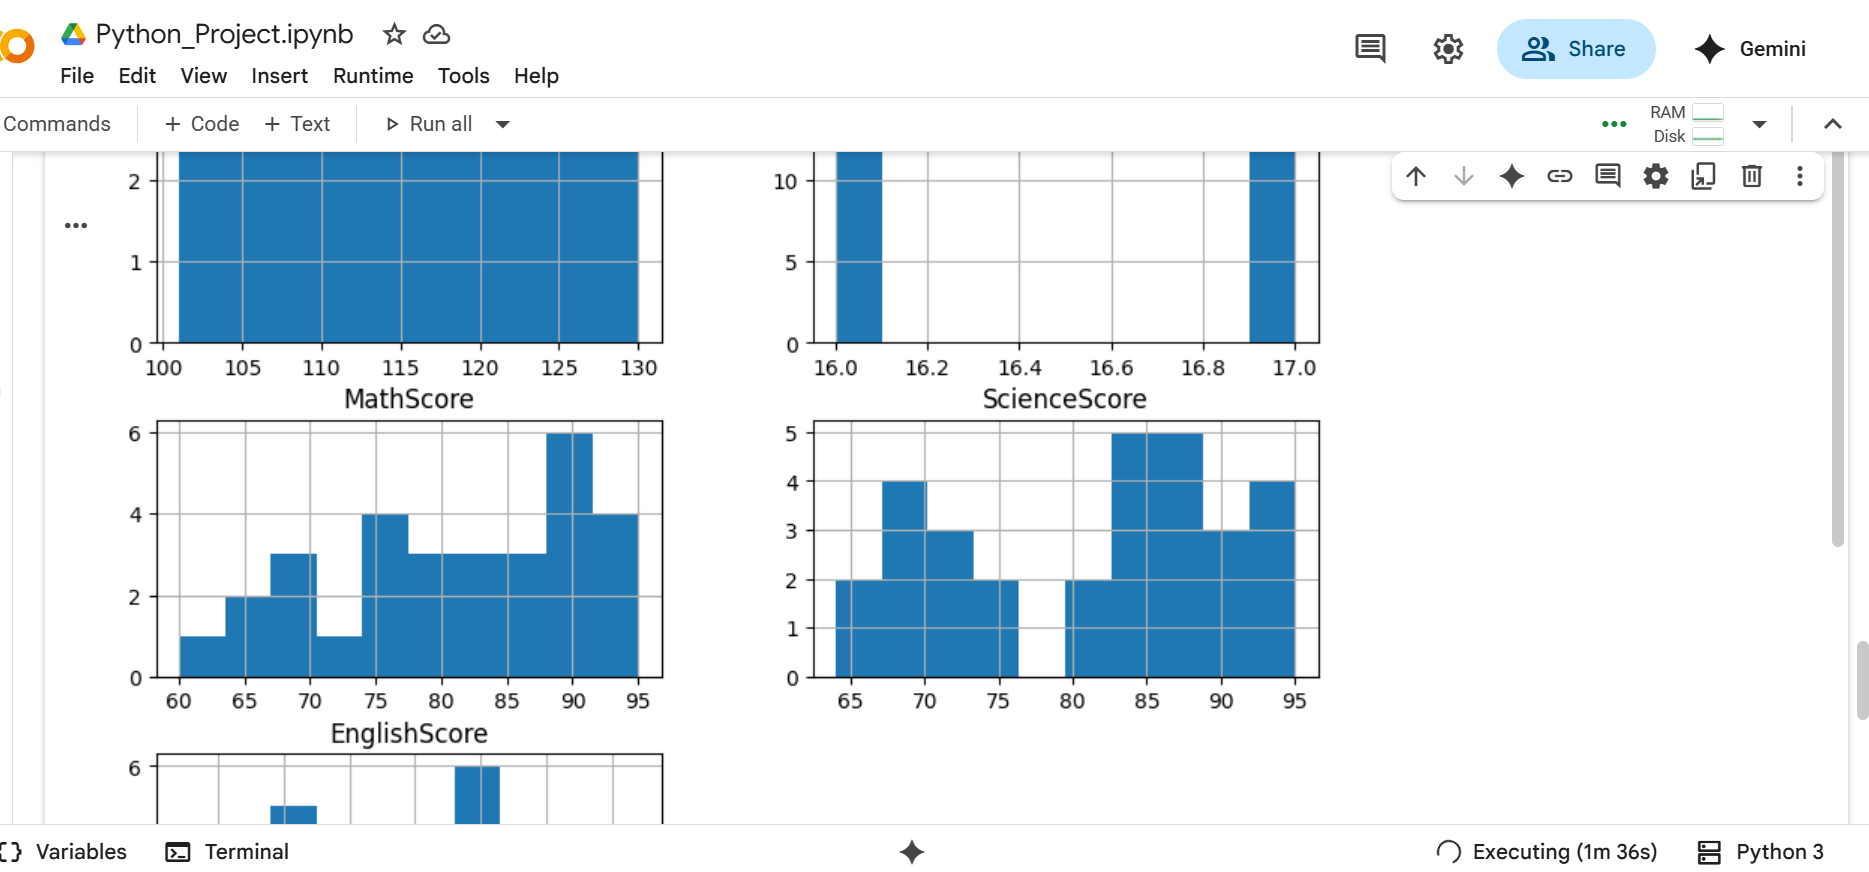 Python_Project.ipynb
Share
Gemini
File Edit View Insert Runtime Tools Help
Commands + Code + Text Run all
RAM
Disk
2
1
0
100 105 110 115 120 125 130
10
5
0
16.0 16.2 16.4 16.6 16.8 17.0
MathScore
6
4
2
0
60 65 70 75 80 85 90 95
ScienceScore
5
4
3
2
1
0
65 70 75 80 85 90 95
EnglishScore
6
Variables Terminal
Executing (1m 36s) Python 3